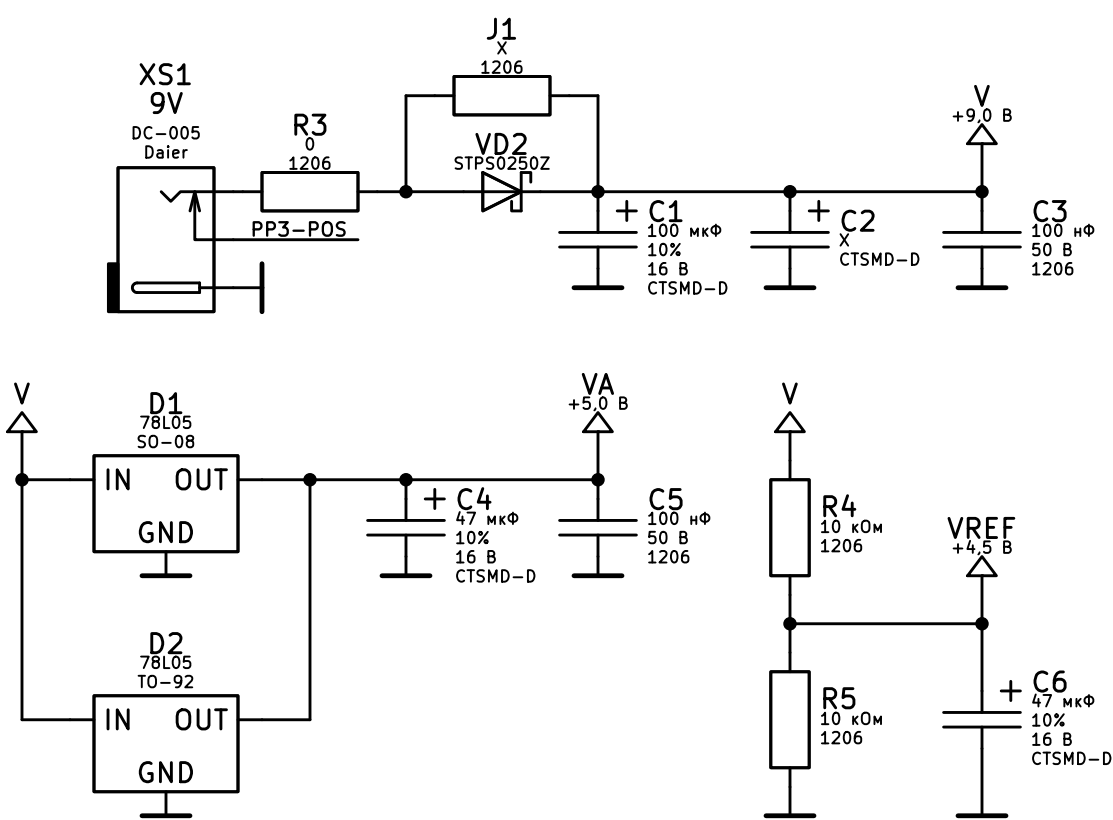 J1
X
1206
XS1
9V
DC-005
Daier
R3
0
1206
VD2
STPS0250Z
V
+9,0 В
PP3-POS
+ C1
100 мкФ
10%
16 В
CTSMD-D
+ C2
X
CTSMD-D
C3
100 нФ
50 В
1206
V
D1
78L05
SO-08
IN OUT
GND
VA
+5,0 В
+ C4
47 мкФ
10%
16 В
CTSMD-D
C5
100 нФ
50 В
1206
D2
78L05
TO-92
IN OUT
GND
V
R4
10 кОм
1206
VREF
+4,5 В
R5
10 кОм
1206
+ C6
47 мкФ
10%
16 В
CTSMD-D